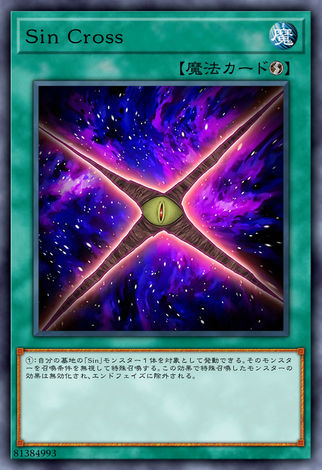 Sin Cross
魔
【魔法カード】
①：自分の墓地の「Sin」モンスター１体を対象として発動できる。そのモンスタ
ーを召喚条件を無視して特殊召喚する。この効果で特殊召喚したモンスターの
効果は無効化され、エンドフェイズに除外される。
81384993